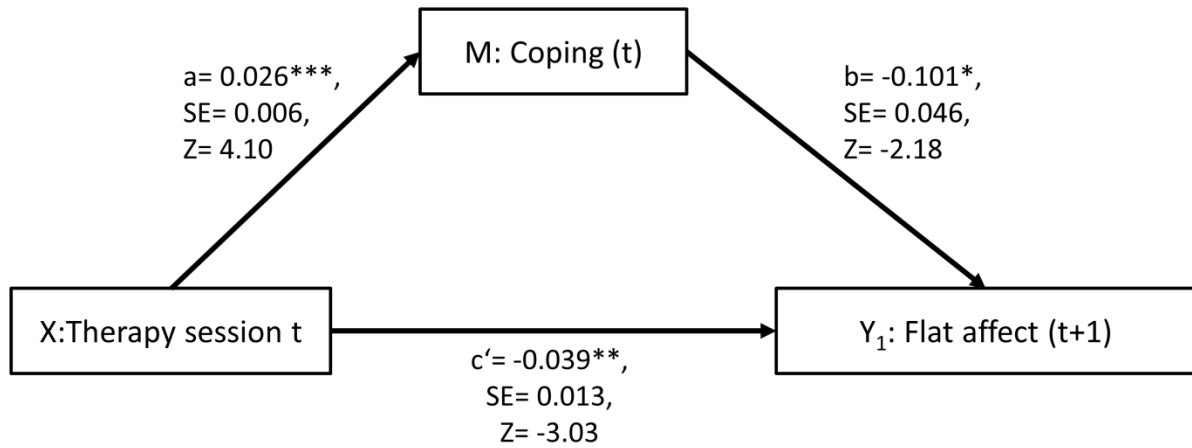 M: Coping (t)
a= 0.026***,
SE= 0.006,
Z= 4.10
b= -0.101*,
SE= 0.046,
Z= -2.18
X:Therapy session t
Y₁: Flat affect (t+1)
c‘= -0.039**,
SE= 0.013,
Z= -3.03